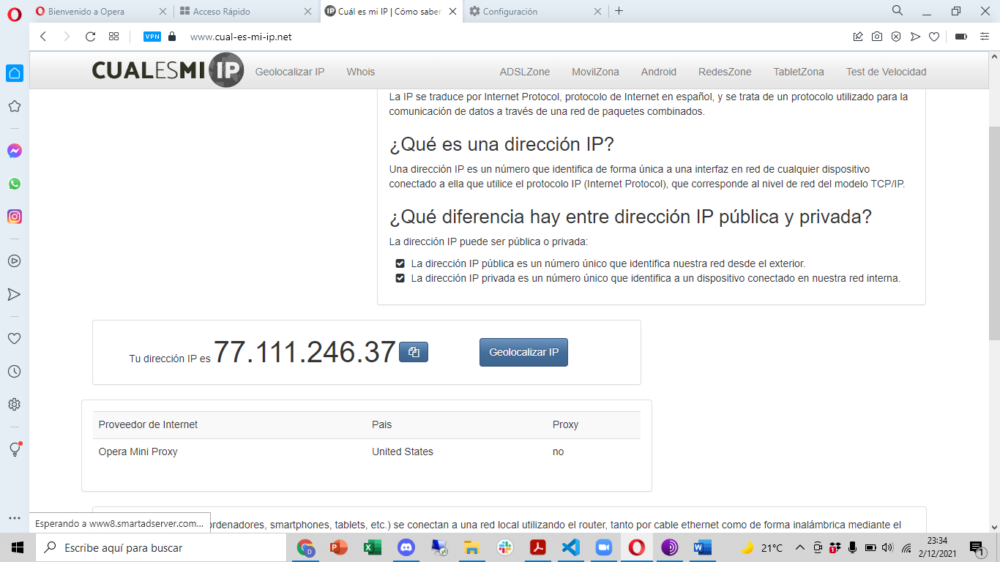 Bienvenido a Opera
Acceso Rápido
Cuál es mi IP | Cómo saber
Configuración
VPN
www.cual-es-mi-ip.net
CUALESMI IP
Geolocalizar IP
Whois
ADSLZone
MovilZona
Android
RedesZone
TabletZona
Test de Velocidad
La IP se traduce por Internet Protocol, protocolo de Internet en español, y se trata de un protocolo utilizado para la
comunicación de datos a través de una red de paquetes combinados.
¿Qué es una dirección IP?
Una dirección IP es un número que identifica de forma única a una interfaz en red de cualquier dispositivo
conectado a ella que utilice el protocolo IP (Internet Protocol), que corresponde al nivel de red del modelo TCP/IP.
¿Qué diferencia hay entre dirección IP pública y privada?
La dirección IP puede ser pública o privada:
La dirección IP pública es un número único que identifica nuestra red desde el exterior.
La dirección IP privada es un número único que identifica a un dispositivo conectado en nuestra red interna.
Tu dirección IP es 77.111.246.37
Geolocalizar IP
Proveedor de Internet
Pais
Proxy
Opera Mini Proxy
United States
no
ordenadores, smartphones, tablets, etc.) se conectan a una red local utilizando el router, tanto por cable ethernet como de forma inalámbrica mediante el
Esperando a www8.smartadserver.com...
Escribe aquí para buscar
21°C
23:34
2/12/2021